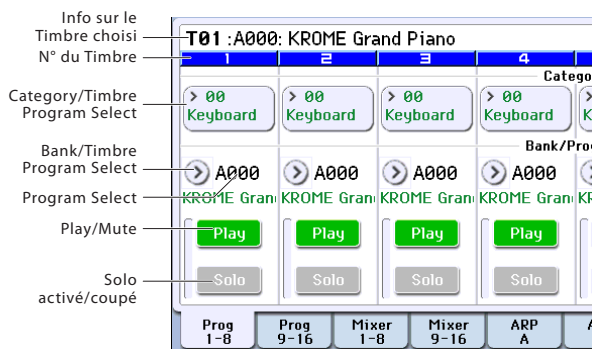 Info sur le
Timbre choisi
T01 :A000: KROME Grand Piano
N° du Timbre
1 2 3 4
Catego
Category/Timbre
Program Select
> 00 > 00 > 00 > 00
Keyboard Keyboard Keyboard Keyboard
Bank/Pro
Bank/Timbre
Program Select
> A000 > A000 > A000 > A000
Program Select
KROME Gran KROME Gran KROME Gran KROME Gran KR
Play/Mute
Play Play Play Play
Solo
activé/coupé
Solo Solo Solo Solo
Prog Prog Mixer Mixer ARP A
1-8 9-16 1-8 9-16 A